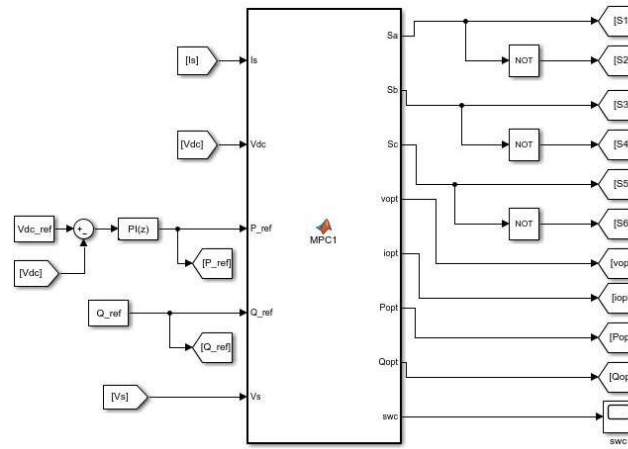 Sa
[S1
[Is]
Is
NOT
[S2
Sb
[S3
[Vdc]
Vdc
Sc
NOT
[S4
[S5
vopt
Vdc_ref
+
−
PI(z)
P_ref
MPC1
NOT
[S6
[Vdc]
[P_ref]
iopt
[vop
[iop
Q_ref
Q_ref
Popt
[Pop
[Q_ref]
Qopt
[Qop
[Vs]
Vs
swc
swc